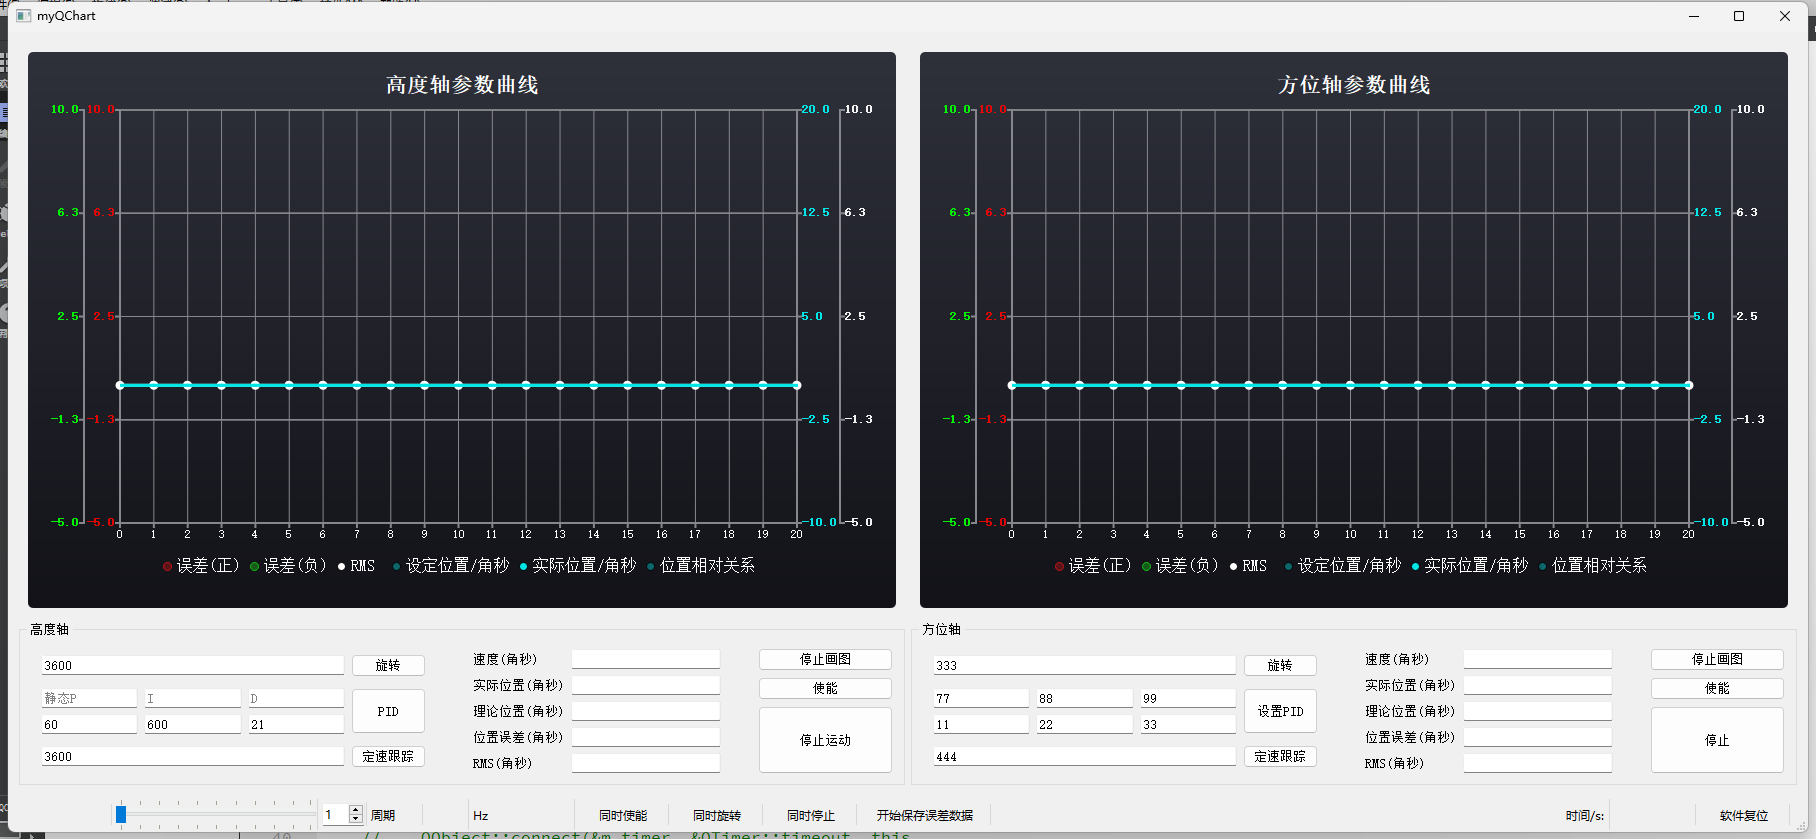 myQChart
高度轴参数曲线
10.0 10.0 20.0 10.0
6.3 6.3 12.5 6.3
2.5 2.5 5.0 2.5
-1.3 -1.3 -2.5 -1.3
-5.0 -5.0 -10.0 -5.0
0 1 2 3 4 5 6 7 8 9 10 11 12 13 14 15 16 17 18 19 20
误差(正) 误差(负) RMS 设定位置/角秒 实际位置/角秒 位置相对关系
方位轴参数曲线
10.0 10.0 20.0 10.0
6.3 6.3 12.5 6.3
2.5 2.5 5.0 2.5
-1.3 -1.3 -2.5 -1.3
-5.0 -5.0 -10.0 -5.0
0 1 2 3 4 5 6 7 8 9 10 11 12 13 14 15 16 17 18 19 20
误差(正) 误差(负) RMS 设定位置/角秒 实际位置/角秒 位置相对关系
高度轴
3600 旋转
静态P I D
PID
60 600 21
3600 定速跟踪
速度(角秒)
实际位置(角秒)
理论位置(角秒)
位置误差(角秒)
RMS(角秒)
停止画图
使能
停止运动
方位轴
333 旋转
77 88 99
设置PID
11 22 33
444 定速跟踪
速度(角秒)
实际位置(角秒)
理论位置(角秒)
位置误差(角秒)
RMS(角秒)
停止画图
使能
停止
1 周期 Hz 同时使能 同时旋转 同时停止 开始保存误差数据 时间/s: 软件复位